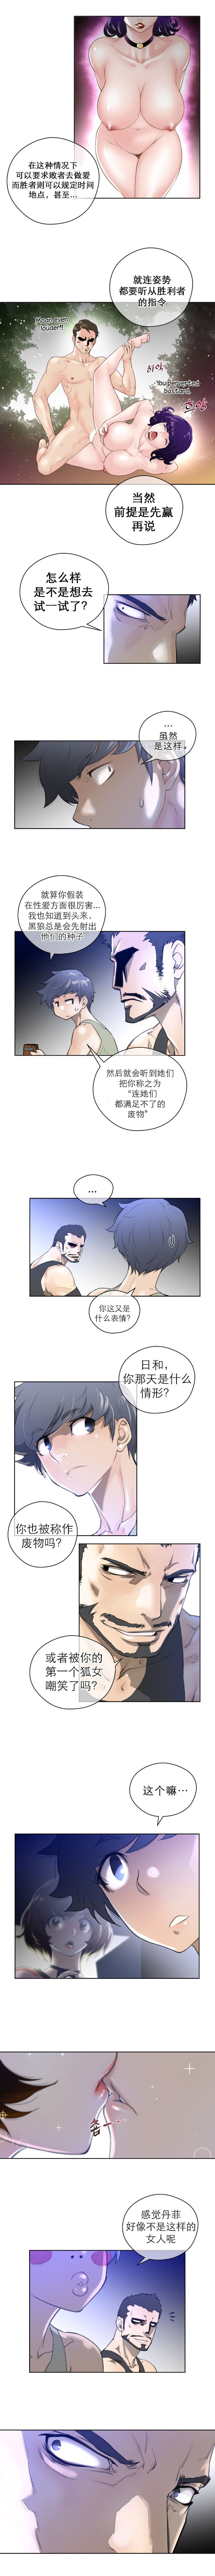 在这种情况下
可以要求败者去做爱
而胜者则可以规定时间
地点，甚至...
就连姿势
都要听从胜利者
的指令
Moan even
louder!!
You perverted
bastard.
하악
하악
当然
前提是先赢
再说
怎么样
是不是想去
试一试了？
...
虽然
是这样。
就算你假装
在性爱方面很厉害...
我也知道到头来，
黑狼总是会先射出
他们的种子
然后就会听到她们
把你称之为
“连她们
都满足不了的
废物”
...
你这又是
什么表情？
日和，
你那天是什么
情形？
你也被称作
废物吗？
或者被你的
第一个狐女
嘲笑了吗？
这个嘛…
感觉丹菲
好像不是这样的
女人呢